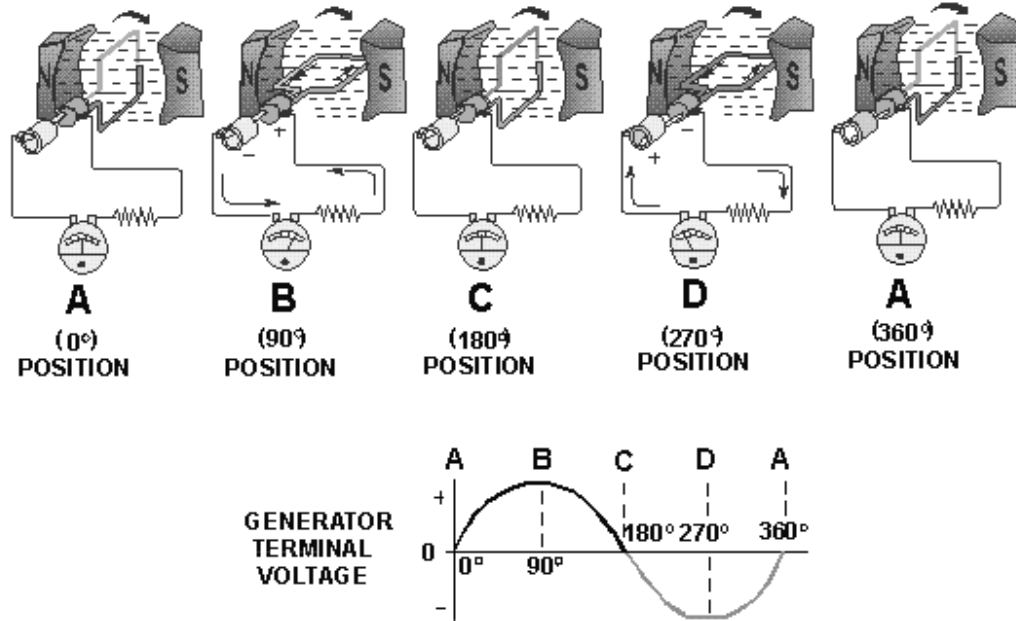 N S
N S
N S
N S
N S
+
−
−
+
A
(0°)
POSITION
B
(90°)
POSITION
C
(180°)
POSITION
D
(270°)
POSITION
A
(360°)
POSITION
A B C D A
+
GENERATOR
TERMINAL
VOLTAGE
0
0° 90° 180° 270° 360°
−